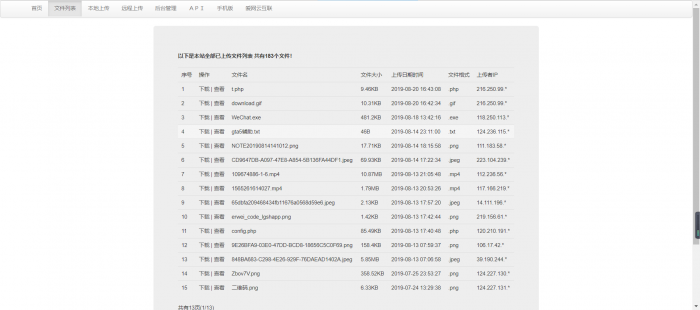 首页 文件列表 本地上传 远程上传 后台管理 API 手机版 爱网云互联
以下是本站全部已上传文件列表 共有183个文件!
序号 操作 文件名 文件大小 上传日期时间 文件格式 上传者IP
1 下载 | 查看 t.php 9.46KB 2019-08-20 16:43:08 .php 216.250.99.*
2 下载 | 查看 download.gif 10.31KB 2019-08-20 16:42:34 .gif 216.250.99.*
3 下载 | 查看 WeChat.exe 481.2KB 2019-08-18 13:42:16 .exe 118.250.113.*
4 下载 | 查看 gta5辅助.txt 46B 2019-08-14 23:11:00 .txt 124.236.115.*
5 下载 | 查看 NOTE20190814141012.png 17.71KB 2019-08-14 18:15:58 .png 111.183.58.*
6 下载 | 查看 CD9647DB-A097-47E8-A854-5B136FA44DF1.jpeg 69.93KB 2019-08-14 17:22:34 .jpeg 223.104.239.*
7 下载 | 查看 109674886-1-6.mp4 10.87MB 2019-08-13 21:05:48 .mp4 112.236.56.*
8 下载 | 查看 1565261614027.mp4 1.79MB 2019-08-13 20:53:26 .mp4 117.166.219.*
9 下载 | 查看 65dbfa209468434fb11676a0568d59e6.jpeg 2.13KB 2019-08-13 17:57:20 .jpeg 14.111.196.*
10 下载 | 查看 erwei_code_lgshapp.png 1.42KB 2019-08-13 17:42:44 .png 219.156.61.*
11 下载 | 查看 config.php 85.49KB 2019-08-13 17:40:48 .php 120.210.191.*
12 下载 | 查看 9E26BFA9-03E0-47DD-BCD8-18656C5C0F69.png 158.4KB 2019-08-13 07:59:37 .png 106.17.42.*
13 下载 | 查看 848BA683-C298-4E26-929F-76DAEAD1402A.jpeg 5.85MB 2019-08-13 07:06:58 .jpeg 39.190.244.*
14 下载 | 查看 Zbov7V.png 358.52KB 2019-07-25 23:53:27 .png 124.227.130.*
15 下载 | 查看 二维码.png 6.33KB 2019-07-24 13:29:38 .png 124.227.131.*
共有13页(1/13)